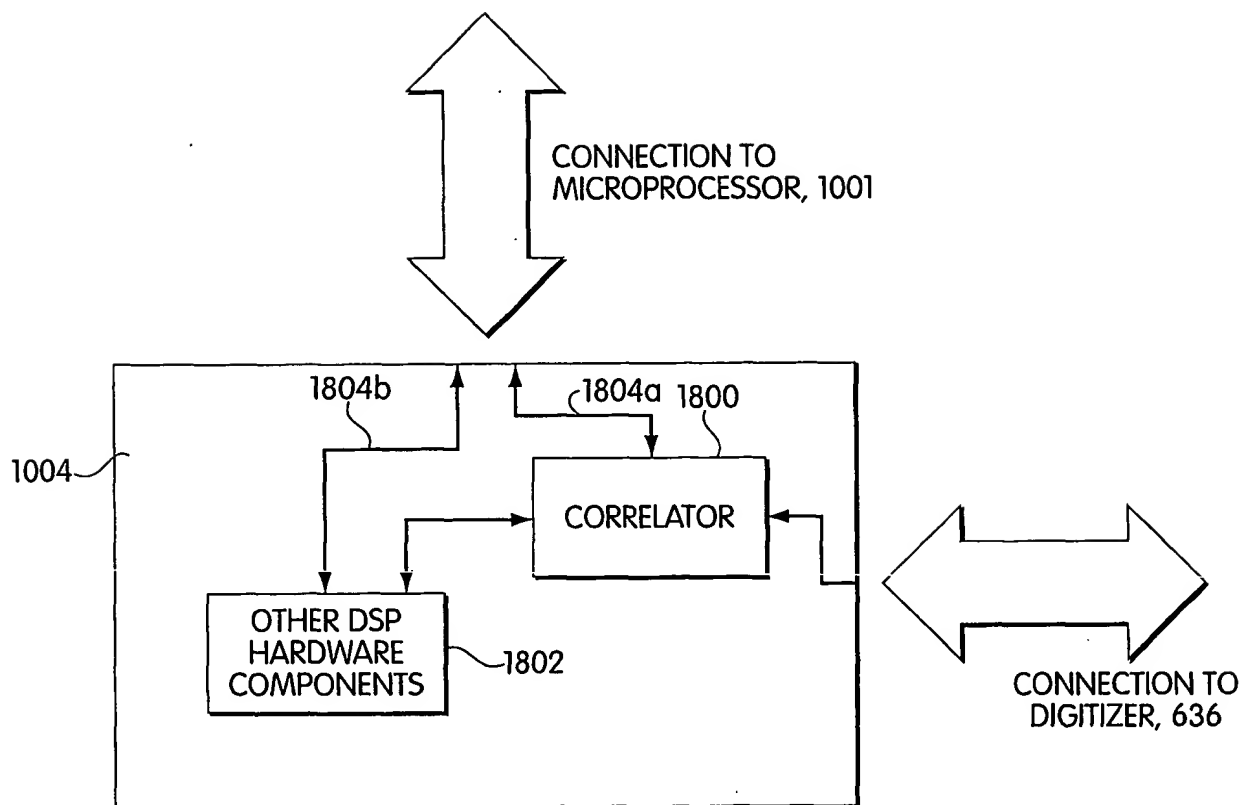 CONNECTION TO
MICROPROCESSOR, 1001
1804b
1804a
1800
1004
CORRELATOR
OTHER DSP
HARDWARE
COMPONENTS
1802
CONNECTION TO
DIGITIZER, 636